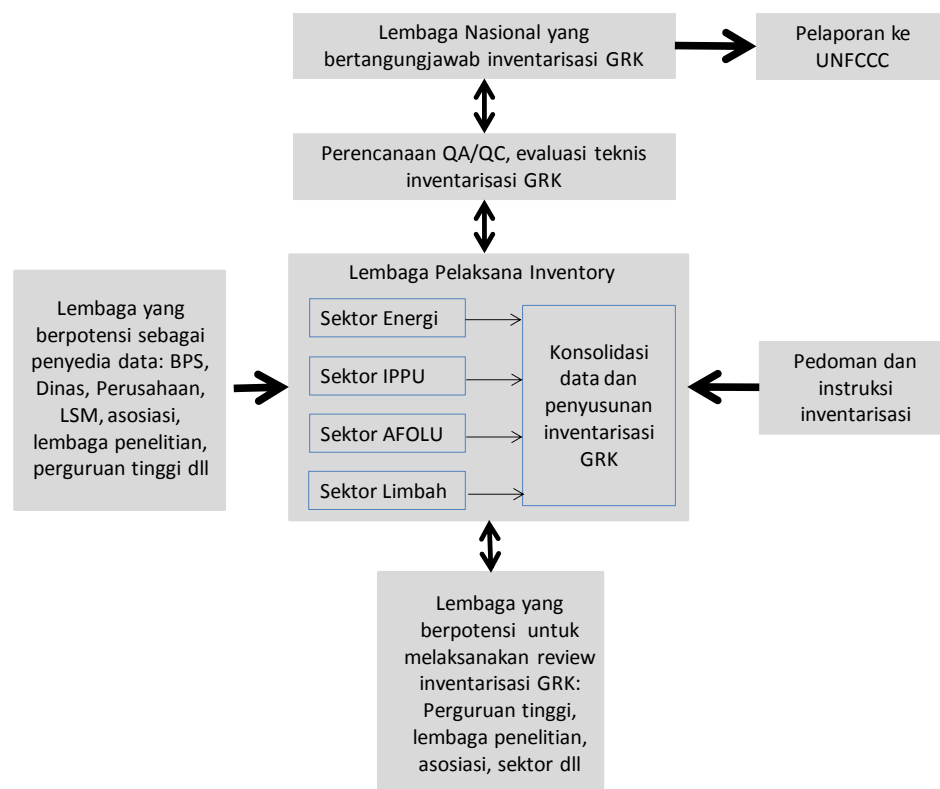 Lembaga Nasional yang
bertangungjawab inventarisasi GRK
Pelaporan ke
UNFCCC
Perencanaan QA/QC, evaluasi teknis
inventarisasi GRK
Lembaga yang
berpotensi sebagai
penyedia data: BPS,
Dinas, Perusahaan,
LSM, asosiasi,
lembaga penelitian,
perguruan tinggi dll
Lembaga Pelaksana Inventory
Sektor Energi
Sektor IPPU
Sektor AFOLU
Sektor Limbah
Konsolidasi
data dan
penyusunan
inventarisasi
GRK
Pedoman dan
instruksi
inventarisasi
Lembaga yang
berpotensi untuk
melaksanakan review
inventarisasi GRK:
Perguruan tinggi,
lembaga penelitian,
asosiasi, sektor dll